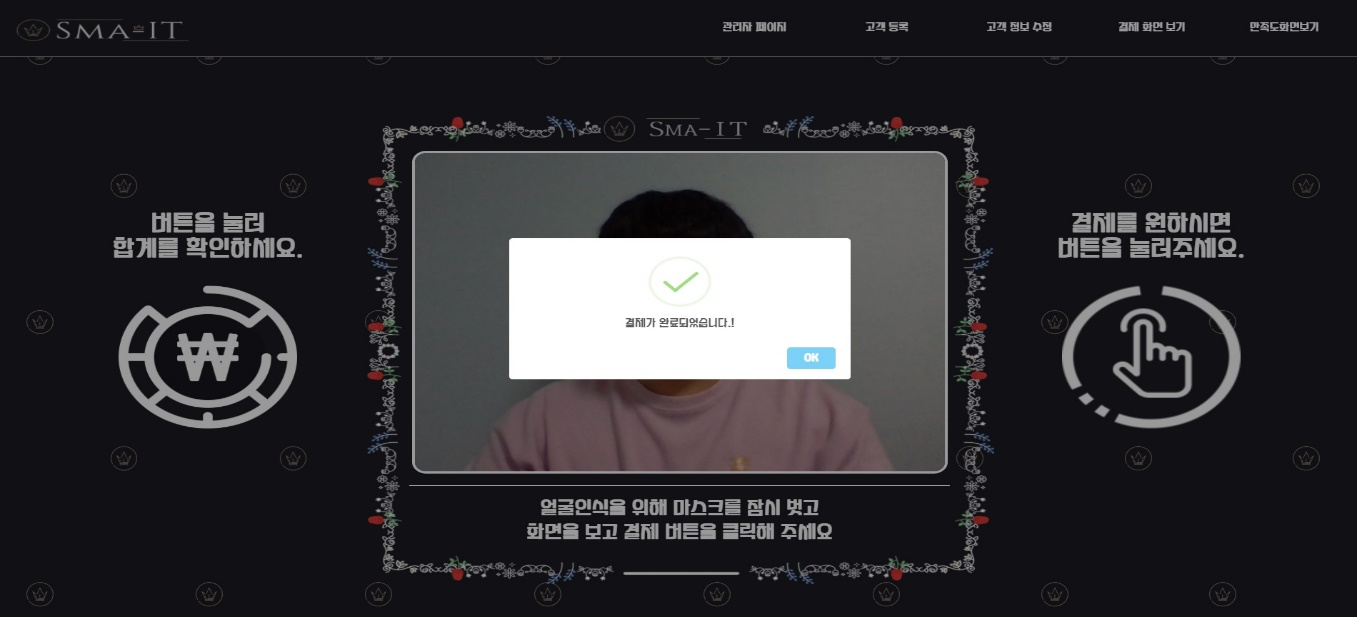 SMA-IT
관리자 페이지
고객 등록
고객 정보 수정
결제 화면 보기
만족도화면보기
SMA-IT
버튼을 눌러
합계를 확인하세요.
₩
결제를 원하시면
버튼을 눌러주세요.
결제가 완료되었습니다.!
OK
얼굴인식을 위해 마스크를 잠시 벗고
화면을 보고 결제 버튼을 클릭해 주세요